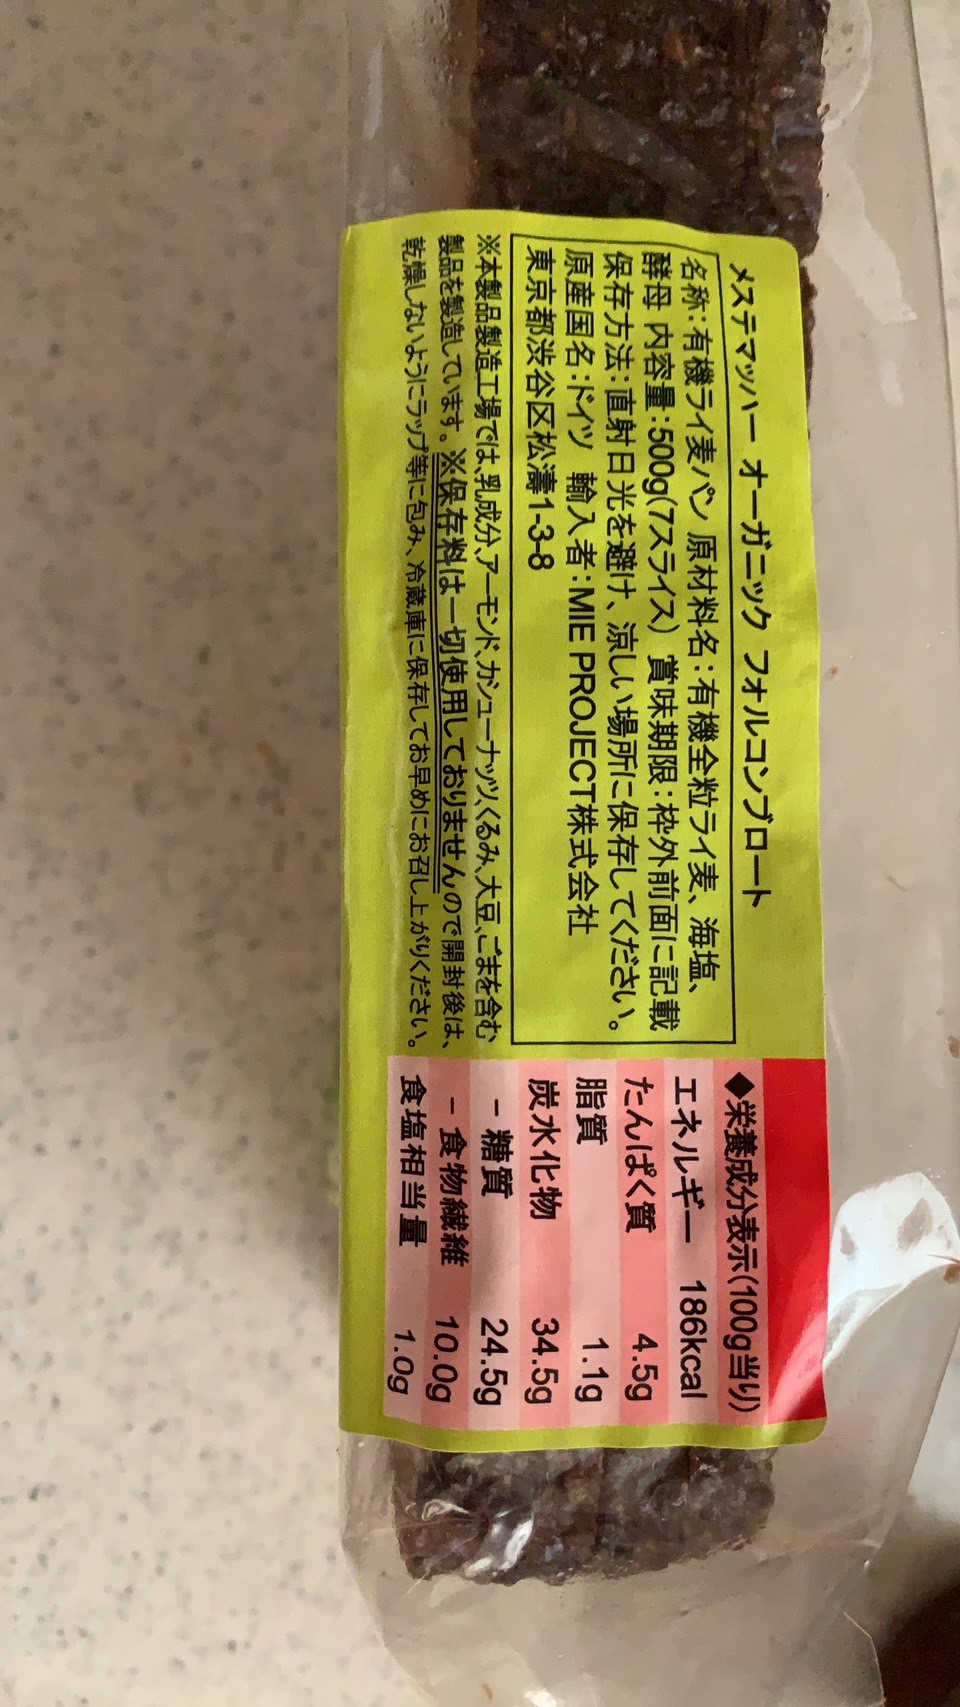 メステマッハー オーガニック フォルコンブロート
名称:有機ライ麦パン 原材料名:有機全粒ライ麦、海塩、
酵母 内容量:500g(7スライス) 賞味期限:枠外前面に記載
保存方法:直射日光を避け、涼しい場所に保存してください。
原産国名:ドイツ 輸入者:MIE PROJECT株式会社
東京都渋谷区松濤1-3-8
※本製品製造工場では、乳成分、アーモンド、カシューナッツ、くるみ、大豆、ごまを含む
製品を製造しています。※保存料は一切使用しておりませんので開封後は、
乾燥しないようにラップ等に包み、冷蔵庫に保存してお早めにお召し上がりください。
◆栄養成分表示(100g当り)
エネルギー 186kcal
たんぱく質 4.5g
脂質 1.1g
炭水化物 34.5g
- 糖質 24.5g
- 食物繊維 10.0g
食塩相当量 1.0g